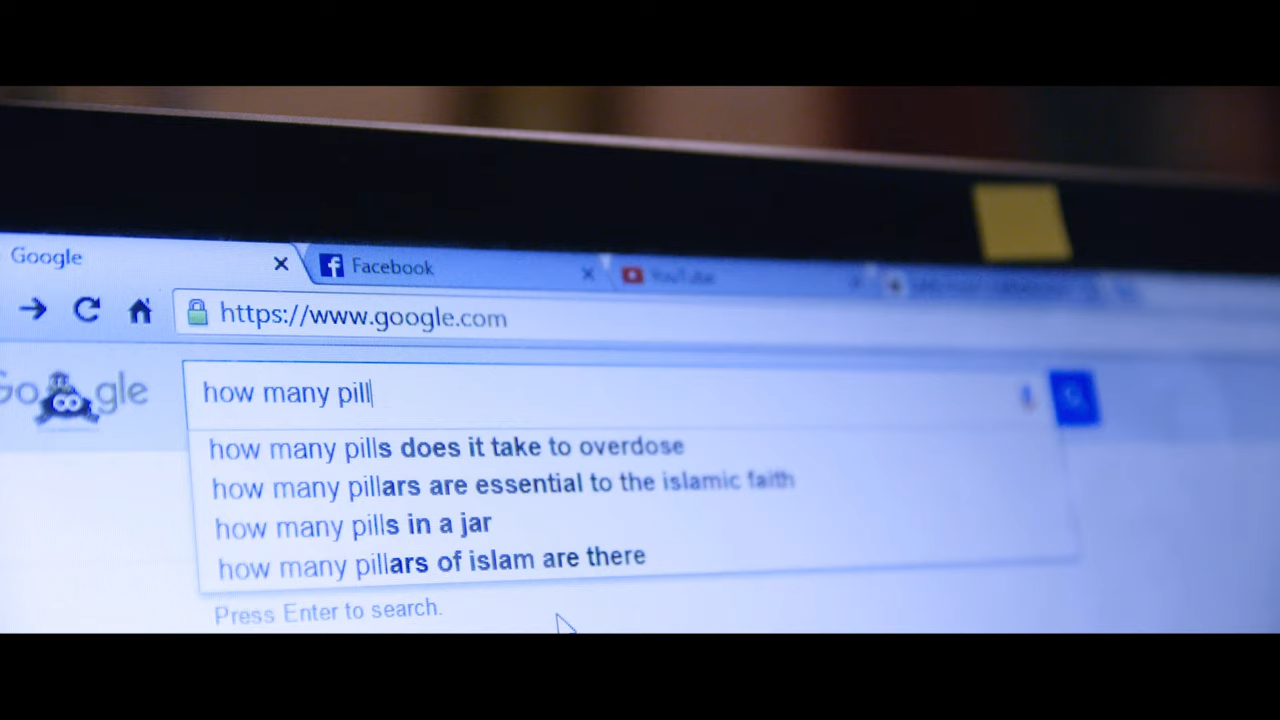 Google
Facebook
YouTube
https://www.google.com
Google
how many pill
how many pills does it take to overdose
how many pillars are essential to the islamic faith
how many pills in a jar
how many pillars of islam are there
Press Enter to search.